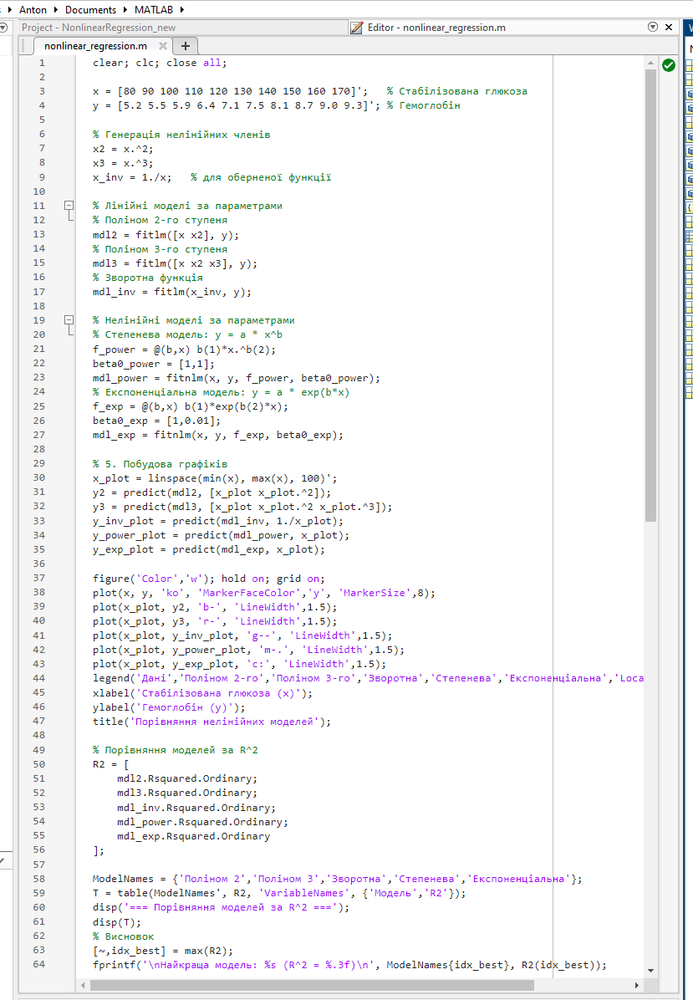 Anton Documents MATLAB
Project - NonlinearRegression_new
Editor - nonlinear_regression.m
nonlinear_regression.m
1 clear; clc; close all;
2
3 x = [80 90 100 110 120 130 140 150 160 170]'; % Стабілізована глюкоза
4 y = [5.2 5.5 5.9 6.4 7.1 7.5 8.1 8.7 9.0 9.3]'; % Гемоглобін
5
6 % Генерація нелінійних членів
7 x2 = x.^2;
8 x3 = x.^3;
9 x_inv = 1./x; % для оберненої функції
10
11 % Лінійні моделі за параметрами
12 % Поліном 2-го ступеня
13 mdl2 = fitlm([x x2], y);
14 % Поліном 3-го ступеня
15 mdl3 = fitlm([x x2 x3], y);
16 % Зворотна функція
17 mdl_inv = fitlm(x_inv, y);
18
19 % Нелінійні моделі за параметрами
20 % Степенева модель: y = a * x^b
21 f_power = @(b,x) b(1)*x.^b(2);
22 beta0_power = [1,1];
23 mdl_power = fitnlm(x, y, f_power, beta0_power);
24 % Експоненціальна модель: y = a * exp(b*x)
25 f_exp = @(b,x) b(1)*exp(b(2)*x);
26 beta0_exp = [1,0.01];
27 mdl_exp = fitnlm(x, y, f_exp, beta0_exp);
28
29 % 5. Побудова графіків
30 x_plot = linspace(min(x), max(x), 100)';
31 y2 = predict(mdl2, [x_plot x_plot.^2]);
32 y3 = predict(mdl3, [x_plot x_plot.^2 x_plot.^3]);
33 y_inv_plot = predict(mdl_inv, 1./x_plot);
34 y_power_plot = predict(mdl_power, x_plot);
35 y_exp_plot = predict(mdl_exp, x_plot);
36
37 figure('Color','w'); hold on; grid on;
38 plot(x, y, 'ko', 'MarkerFaceColor','y', 'MarkerSize',8);
39 plot(x_plot, y2, 'b-', 'LineWidth',1.5);
40 plot(x_plot, y3, 'r-', 'LineWidth',1.5);
41 plot(x_plot, y_inv_plot, 'g--', 'LineWidth',1.5);
42 plot(x_plot, y_power_plot, 'm-.', 'LineWidth',1.5);
43 plot(x_plot, y_exp_plot, 'c:', 'LineWidth',1.5);
44 legend('Дані','Поліном 2-го','Поліном 3-го','Зворотна','Степенева','Експоненціальна','Loca
45 xlabel('Стабілізована глюкоза (x)');
46 ylabel('Гемоглобін (y)');
47 title('Порівняння нелінійних моделей');
48
49 % Порівняння моделей за R^2
50 R2 = [
51 mdl2.Rsquared.Ordinary;
52 mdl3.Rsquared.Ordinary;
53 mdl_inv.Rsquared.Ordinary;
54 mdl_power.Rsquared.Ordinary;
55 mdl_exp.Rsquared.Ordinary
56 ];
57
58 ModelNames = {'Поліном 2','Поліном 3','Зворотна','Степенева','Експоненціальна'};
59 T = table(ModelNames', R2, 'VariableNames', {'Модель','R2'});
60 disp('=== Порівняння моделей за R^2 ===');
61 disp(T);
62 % Висновок
63 [~,idx_best] = max(R2);
64 fprintf('\nНайкраща модель: %s (R^2 = %.3f)\n', ModelNames{idx_best}, R2(idx_best));